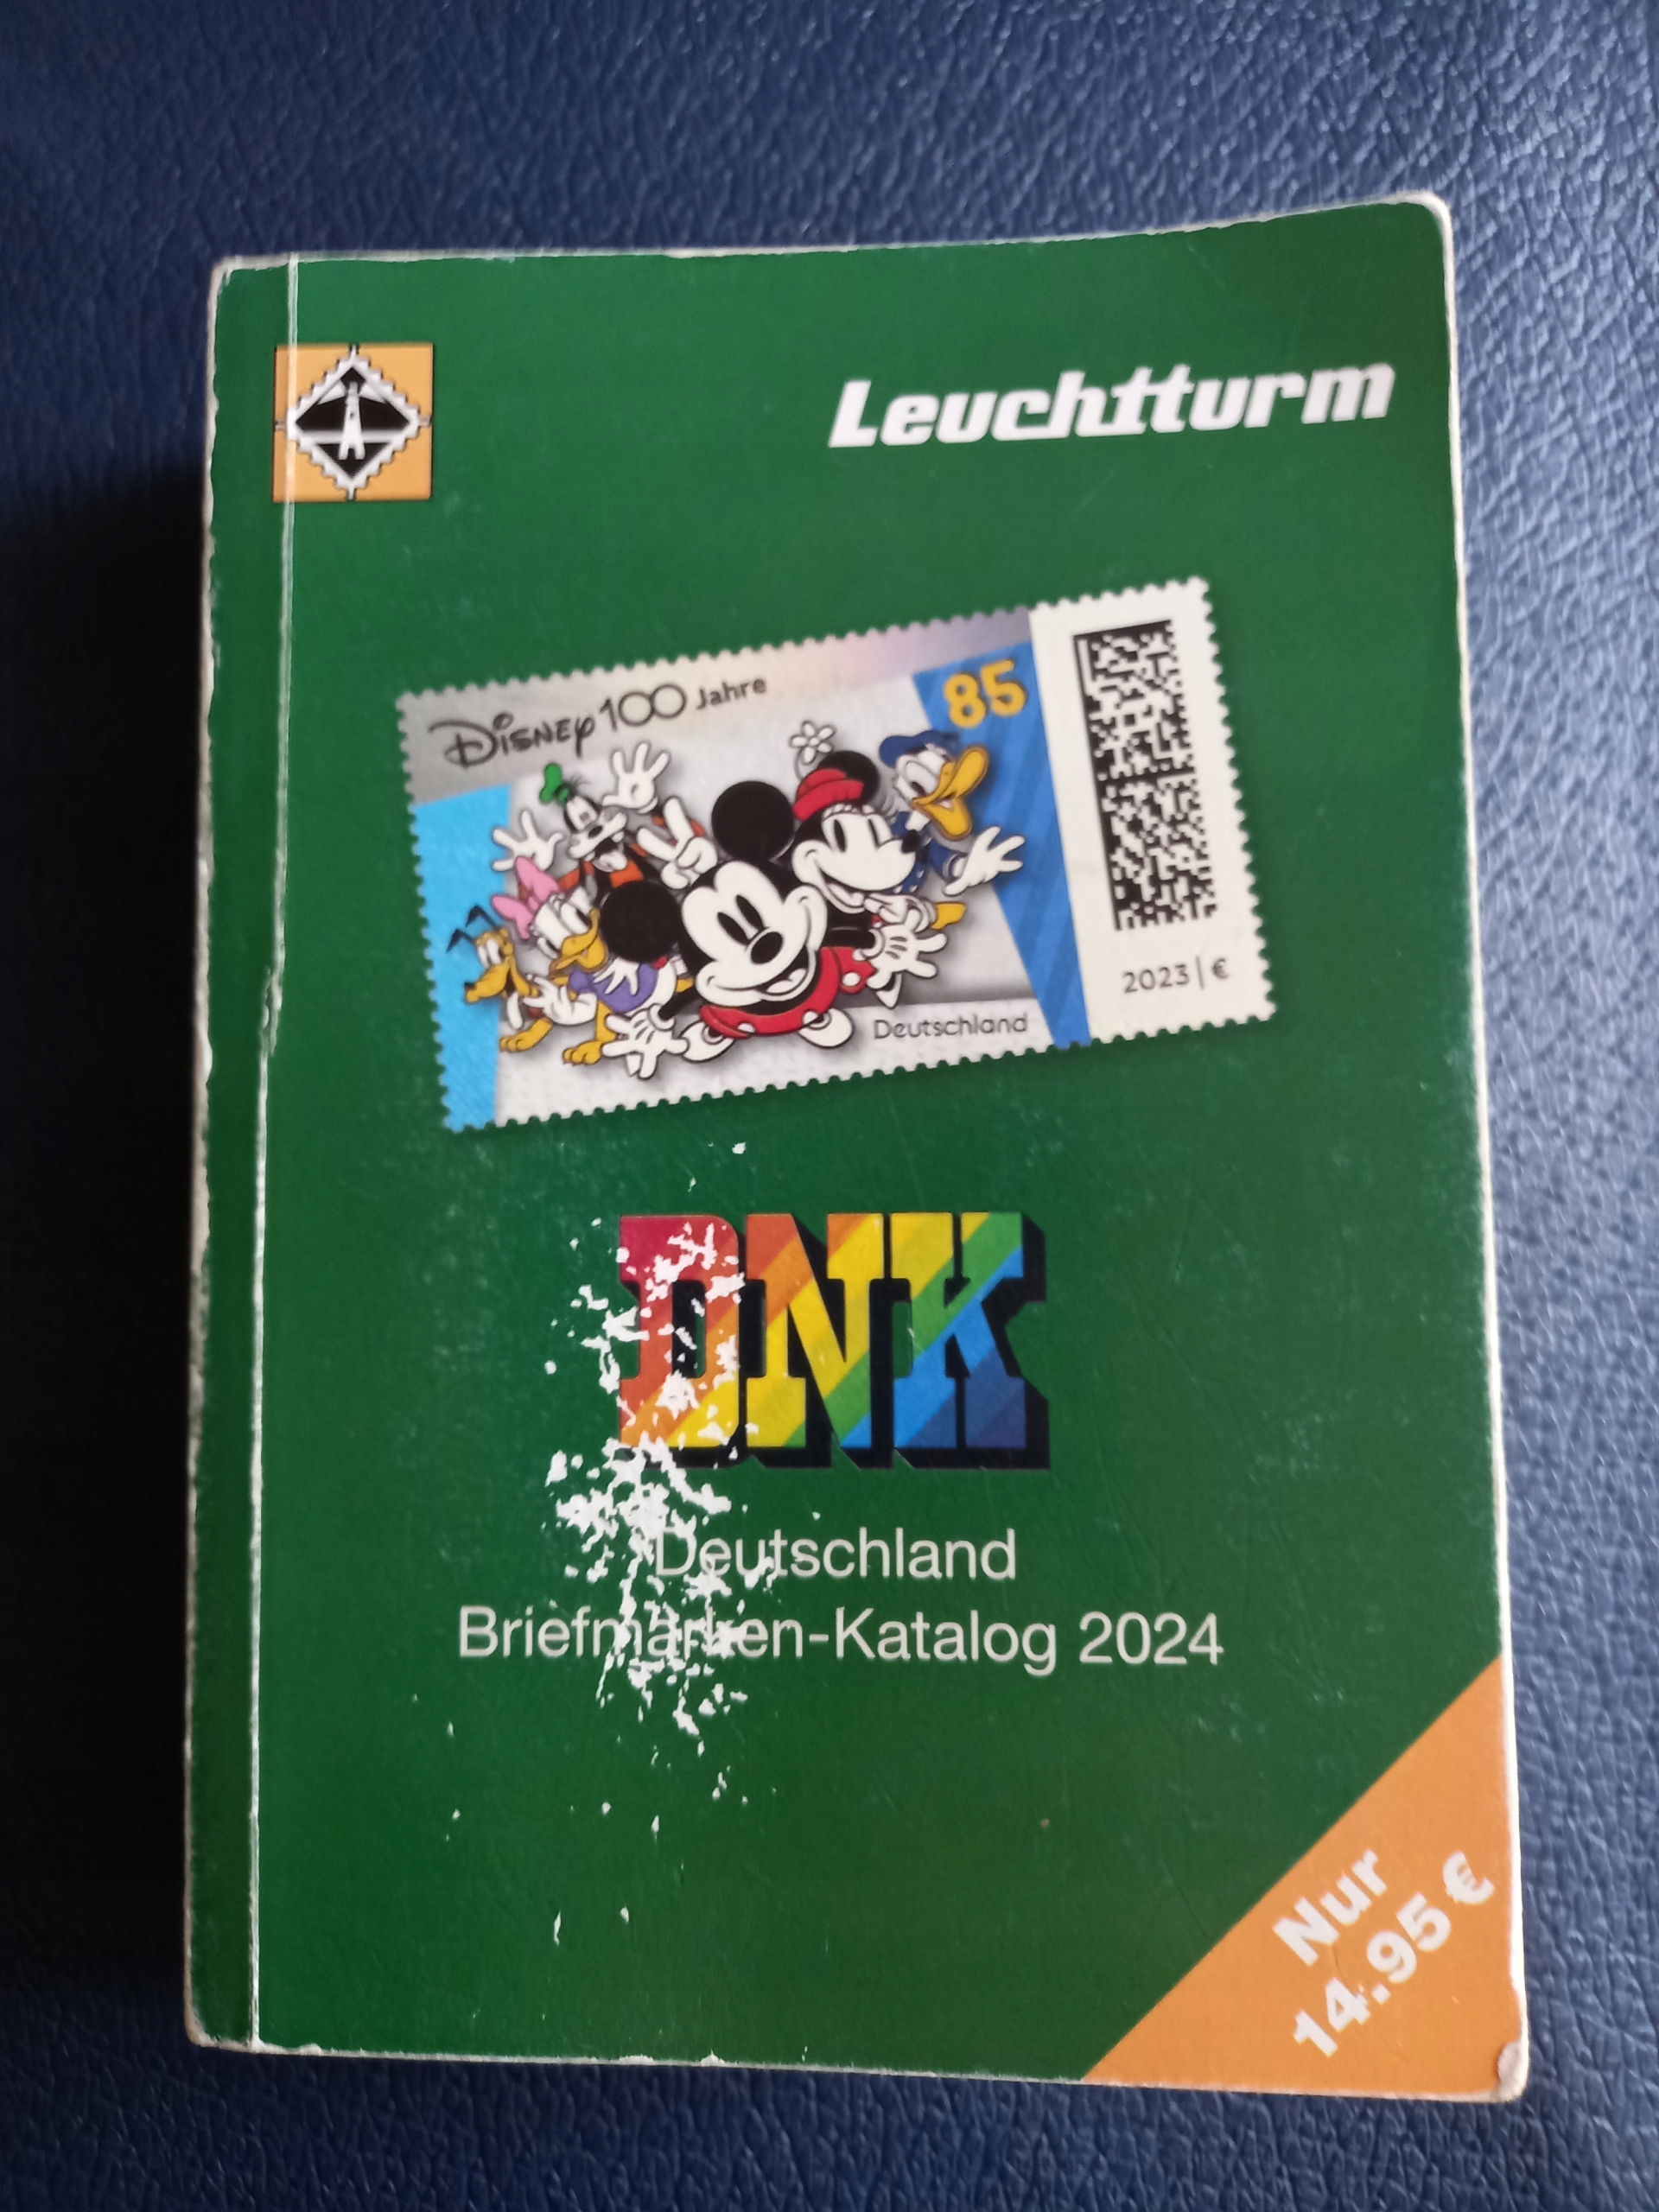 Leuchtturm
Disney 100 Jahre
85
2023 | €
Deutschland
DNK
Deutschland
Briefmarken-Katalog 2024
Nur
14.95 €